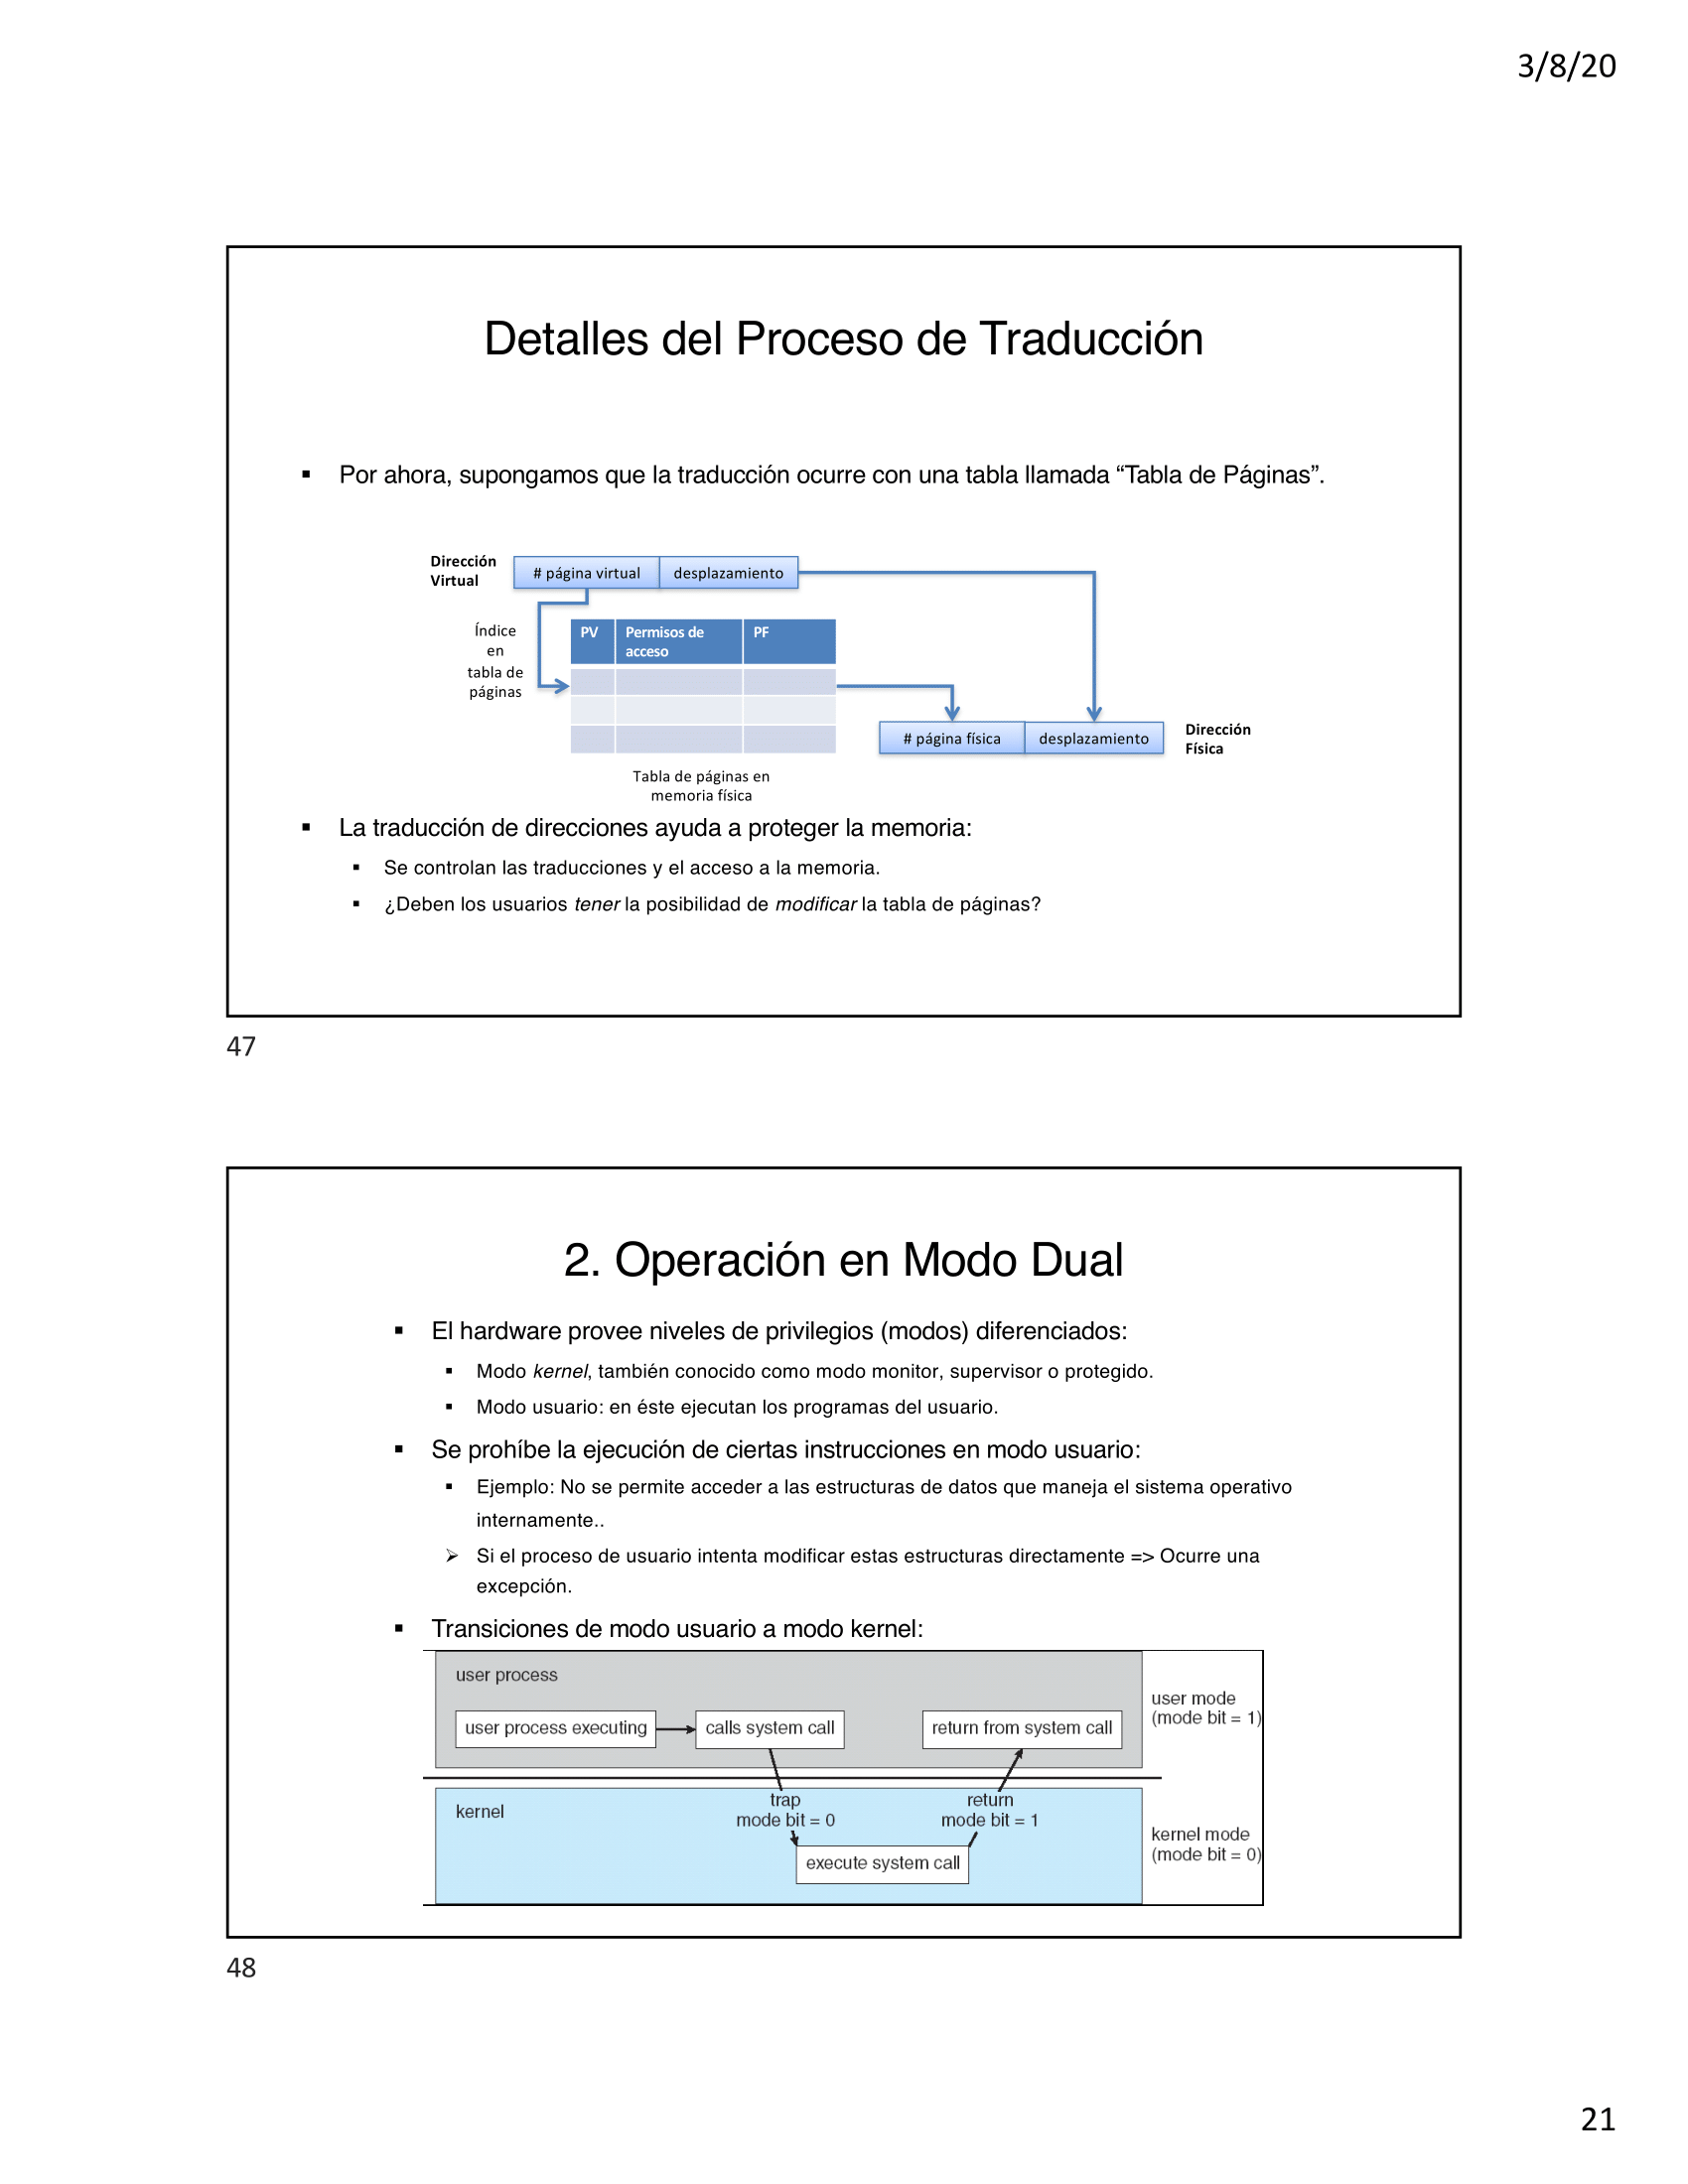 3/8/20
Detalles del Proceso de Traducción
▪ Por ahora, supongamos que la traducción ocurre con una tabla llamada “Tabla de Páginas”.
Dirección
Virtual
# página virtual desplazamiento
Índice
en
tabla de
páginas
PV Permisos de
acceso PF
# página física desplazamiento
Dirección
Física
Tabla de páginas en
memoria física
▪ La traducción de direcciones ayuda a proteger la memoria:
▪ Se controlan las traducciones y el acceso a la memoria.
▪ ¿Deben los usuarios tener la posibilidad de modificar la tabla de páginas?
47
2. Operación en Modo Dual
▪ El hardware provee niveles de privilegios (modos) diferenciados:
▪ Modo kernel, también conocido como modo monitor, supervisor o protegido.
▪ Modo usuario: en éste ejecutan los programas del usuario.
▪ Se prohíbe la ejecución de ciertas instrucciones en modo usuario:
▪ Ejemplo: No se permite acceder a las estructuras de datos que maneja el sistema operativo
internamente..
➢ Si el proceso de usuario intenta modificar estas estructuras directamente => Ocurre una
excepción.
▪ Transiciones de modo usuario a modo kernel:
user process
user process executing calls system call return from system call
user mode
(mode bit = 1)
kernel
trap
mode bit = 0
return
mode bit = 1
execute system call
kernel mode
(mode bit = 0)
48
21